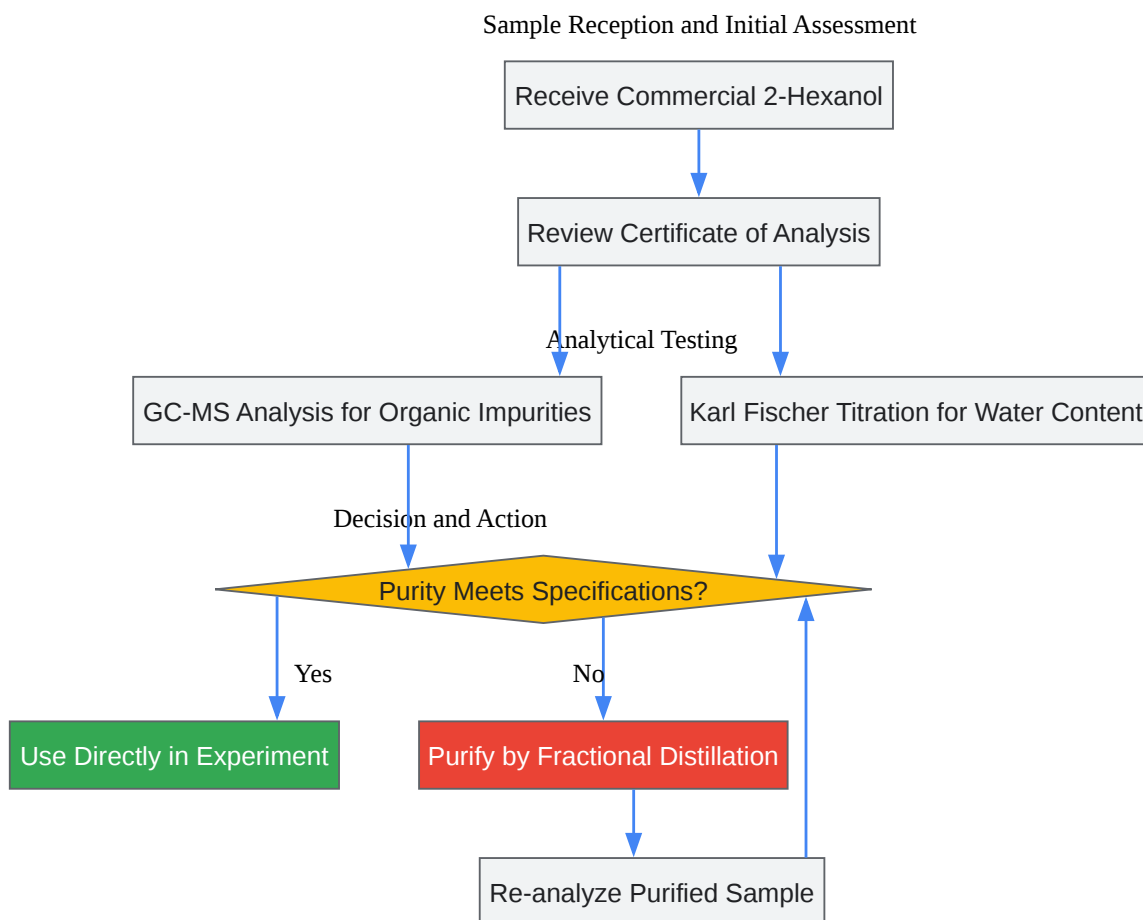 Sample Reception and Initial Assessment
Receive Commercial 2-Hexanol
Review Certificate of Analysis
Analytical Testing
GC-MS Analysis for Organic Impurities
Karl Fischer Titration for Water Content
Decision and Action
Purity Meets Specifications?
Yes
No
Use Directly in Experiment
Purify by Fractional Distillation
Re-analyze Purified Sample